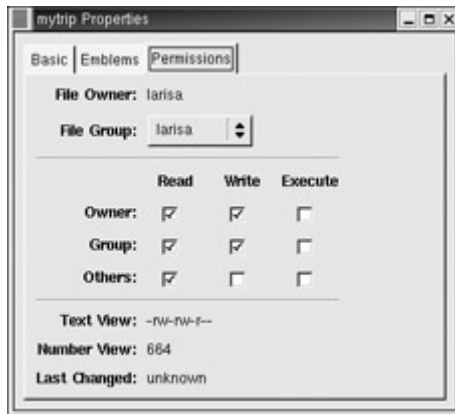 mytrip Properties
Basic Emblems Permissions
File Owner: larisa
File Group: larisa
Read Write Execute
Owner:
Group:
Others:
Text View: -rw-rw-r--
Number View: 664
Last Changed: unknown